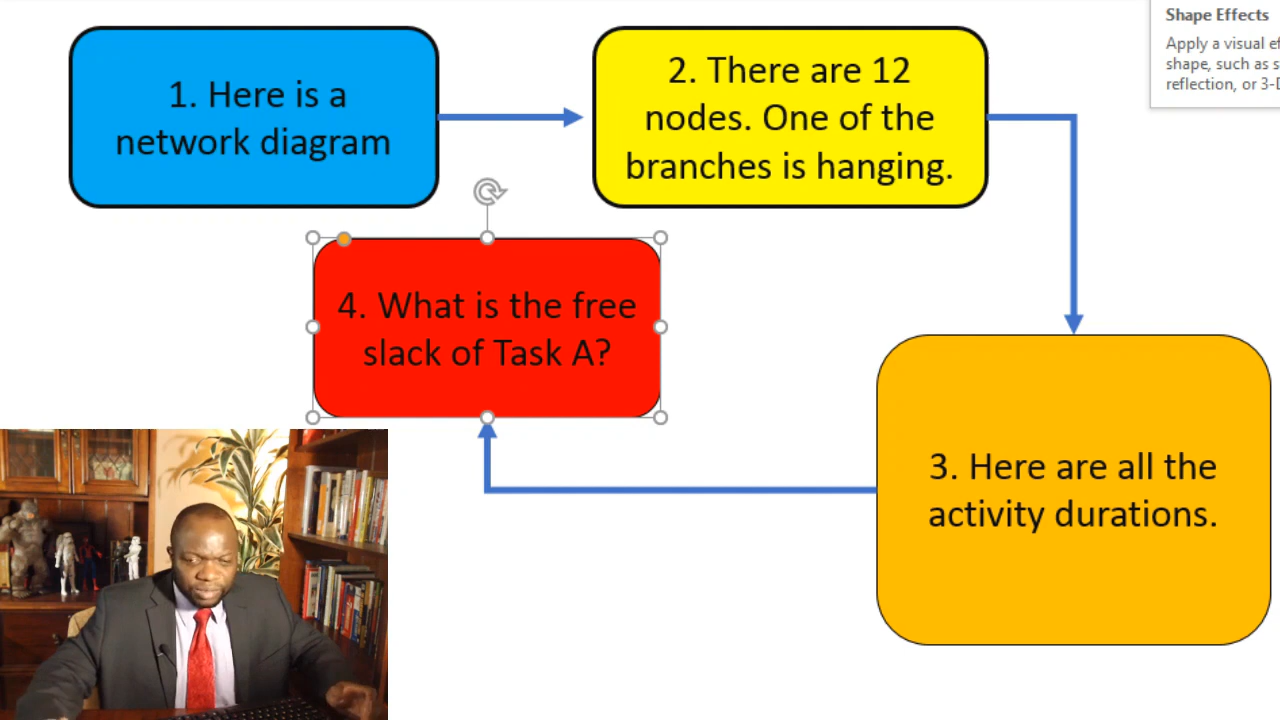 1. Here is a
network diagram
2. There are 12
nodes. One of the
branches is hanging.
Shape Effects
Apply a visual ef
shape, such as s
reflection, or 3-D
4. What is the free
slack of Task A?
3. Here are all the
activity durations.